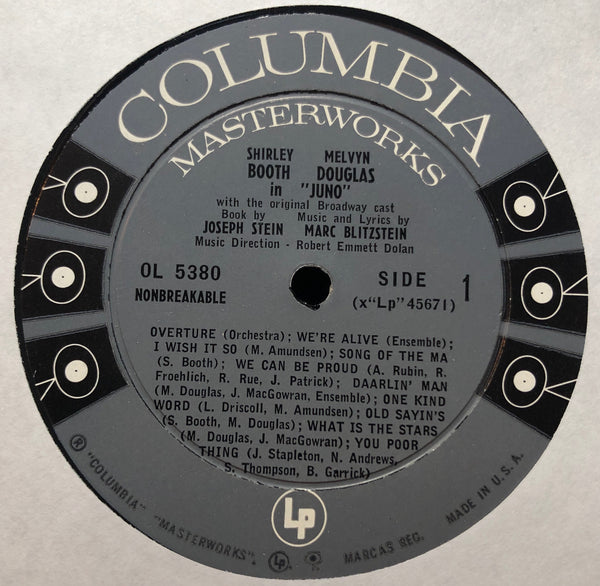 COLUMBIA
MASTERWORKS
SHIRLEY MELVYN
BOOTH DOUGLAS
in "JUNO"
with the original Broadway cast
Book by Music and Lyrics by
JOSEPH STEIN MARC BLITZSTEIN
Music Direction - Robert Emmett Dolan
OL 5380
NONBREAKABLE
SIDE 1
(x"Lp"45671)
OVERTURE (Orchestra); WE'RE ALIVE (Ensemble);
I WISH IT SO (M. Amundsen); SONG OF THE MA
(S. Booth); WE CAN BE PROUD (A. Rubin, R.
Froehlich, R. Rue, J. Patrick); DAARLIN' MAN
(M. Douglas, J. MacGowran, Ensemble); ONE KIND
WORD (L. Driscoll, M. Amundsen); OLD SAYIN'S
(S. Booth, M. Douglas); WHAT IS THE STARS
(M. Douglas, J. MacGowran); YOU POOR
THING (J. Stapleton, N. Andrews,
S. Thompson, B. Garrick)
Lp
® "COLUMBIA" "MASTERWORKS". Lp MARCAS REG. MADE IN U.S.A.